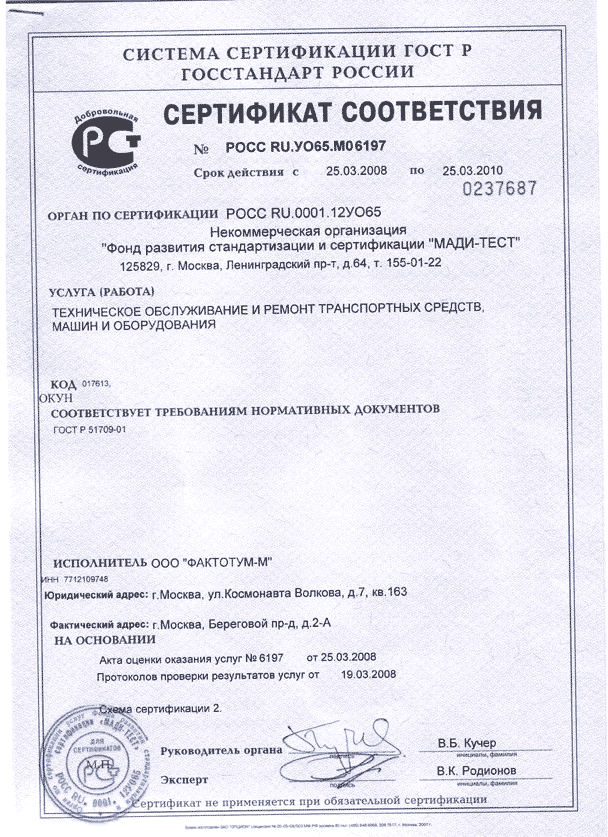 СИСТЕМА СЕРТИФИКАЦИИ ГОСТ Р
ГОССТАНДАРТ РОССИИ
Добровольная
сертификация
СЕРТИФИКАТ СООТВЕТСТВИЯ
№ РОСС RU.УО65.М06197
Срок действия с 25.03.2008 по 25.03.2010
0237687
ОРГАН ПО СЕРТИФИКАЦИИ РОСС RU.0001.12УО65
Некоммерческая организация
"Фонд развития стандартизации и сертификации "МАДИ-ТЕСТ"
125829, г. Москва, Ленинградский пр-т, д.64, т. 155-01-22
УСЛУГА (РАБОТА)
ТЕХНИЧЕСКОЕ ОБСЛУЖИВАНИЕ И РЕМОНТ ТРАНСПОРТНЫХ СРЕДСТВ,
МАШИН И ОБОРУДОВАНИЯ
КОД 017613,
ОКУН
СООТВЕТСТВУЕТ ТРЕБОВАНИЯМ НОРМАТИВНЫХ ДОКУМЕНТОВ
ГОСТ Р 51709-01
ИСПОЛНИТЕЛЬ ООО "ФАКТОТУМ-М"
ИНН 7712109748
Юридический адрес: г.Москва, ул.Космонавта Волкова, д.7, кв.163
Фактический адрес: г.Москва, Береговой пр-д, д.2-А
НА ОСНОВАНИИ
Акта оценки оказания услуг № 6197 от 25.03.2008
Протоколов проверки результатов услуг от 19.03.2008
Схема сертификации 2.
Руководитель органа
подпись
В.Б. Кучер
инициалы, фамилия
М.П.
ДЛЯ
СЕРТИФИКАТОВ
"МАДИ-ТЕСТ"
РОСС RU. 0001. 12УО65
Эксперт
подпись
В.К. Родионов
инициалы, фамилия
Сертификат не применяется при обязательной сертификации